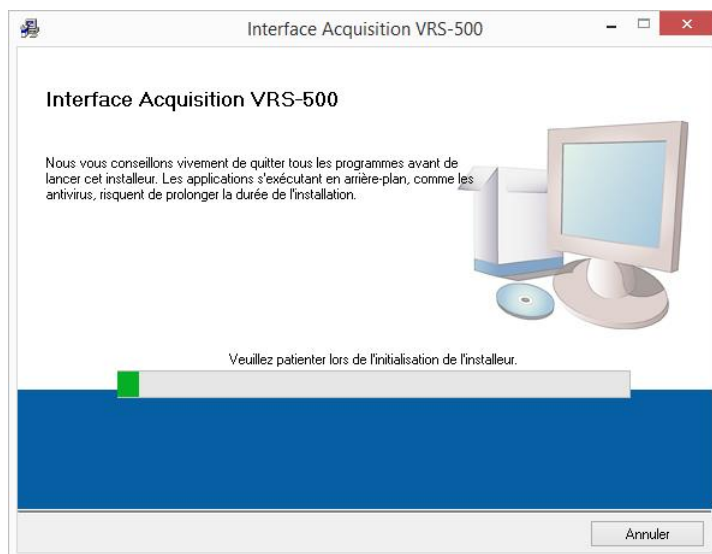 Interface Acquisition VRS-500
Interface Acquisition VRS-500
Nous vous conseillons vivement de quitter tous les programmes avant de
lancer cet installeur. Les applications s'exécutant en arrière-plan, comme les
antivirus, risquent de prolonger la durée de l'installation.
Veuillez patienter lors de l'initialisation de l'installeur.
Annuler